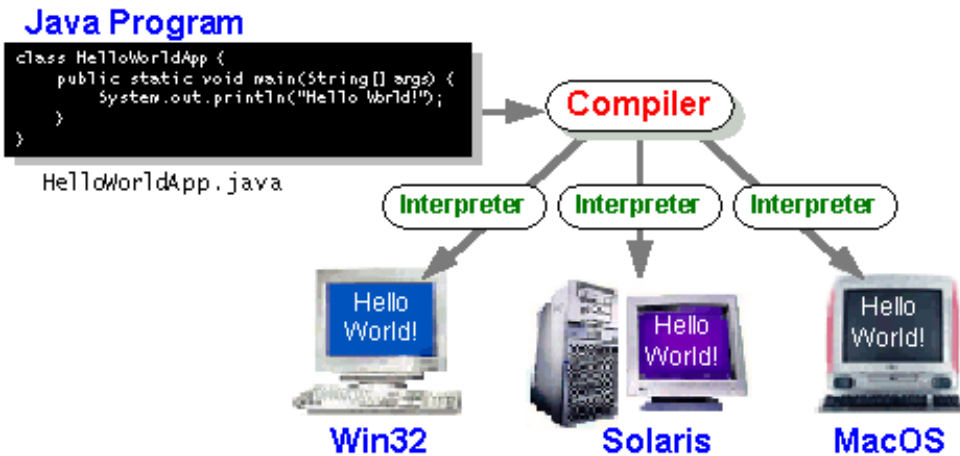 Java Program
class HelloWorldApp {
public static void main(String[] args) {
System.out.println("Hello World!");
}
}
HelloWorldApp.java
Compiler
Interpreter
Interpreter
Interpreter
Hello
World!
Hello
World!
Hello
World!
Win32
Solaris
MacOS